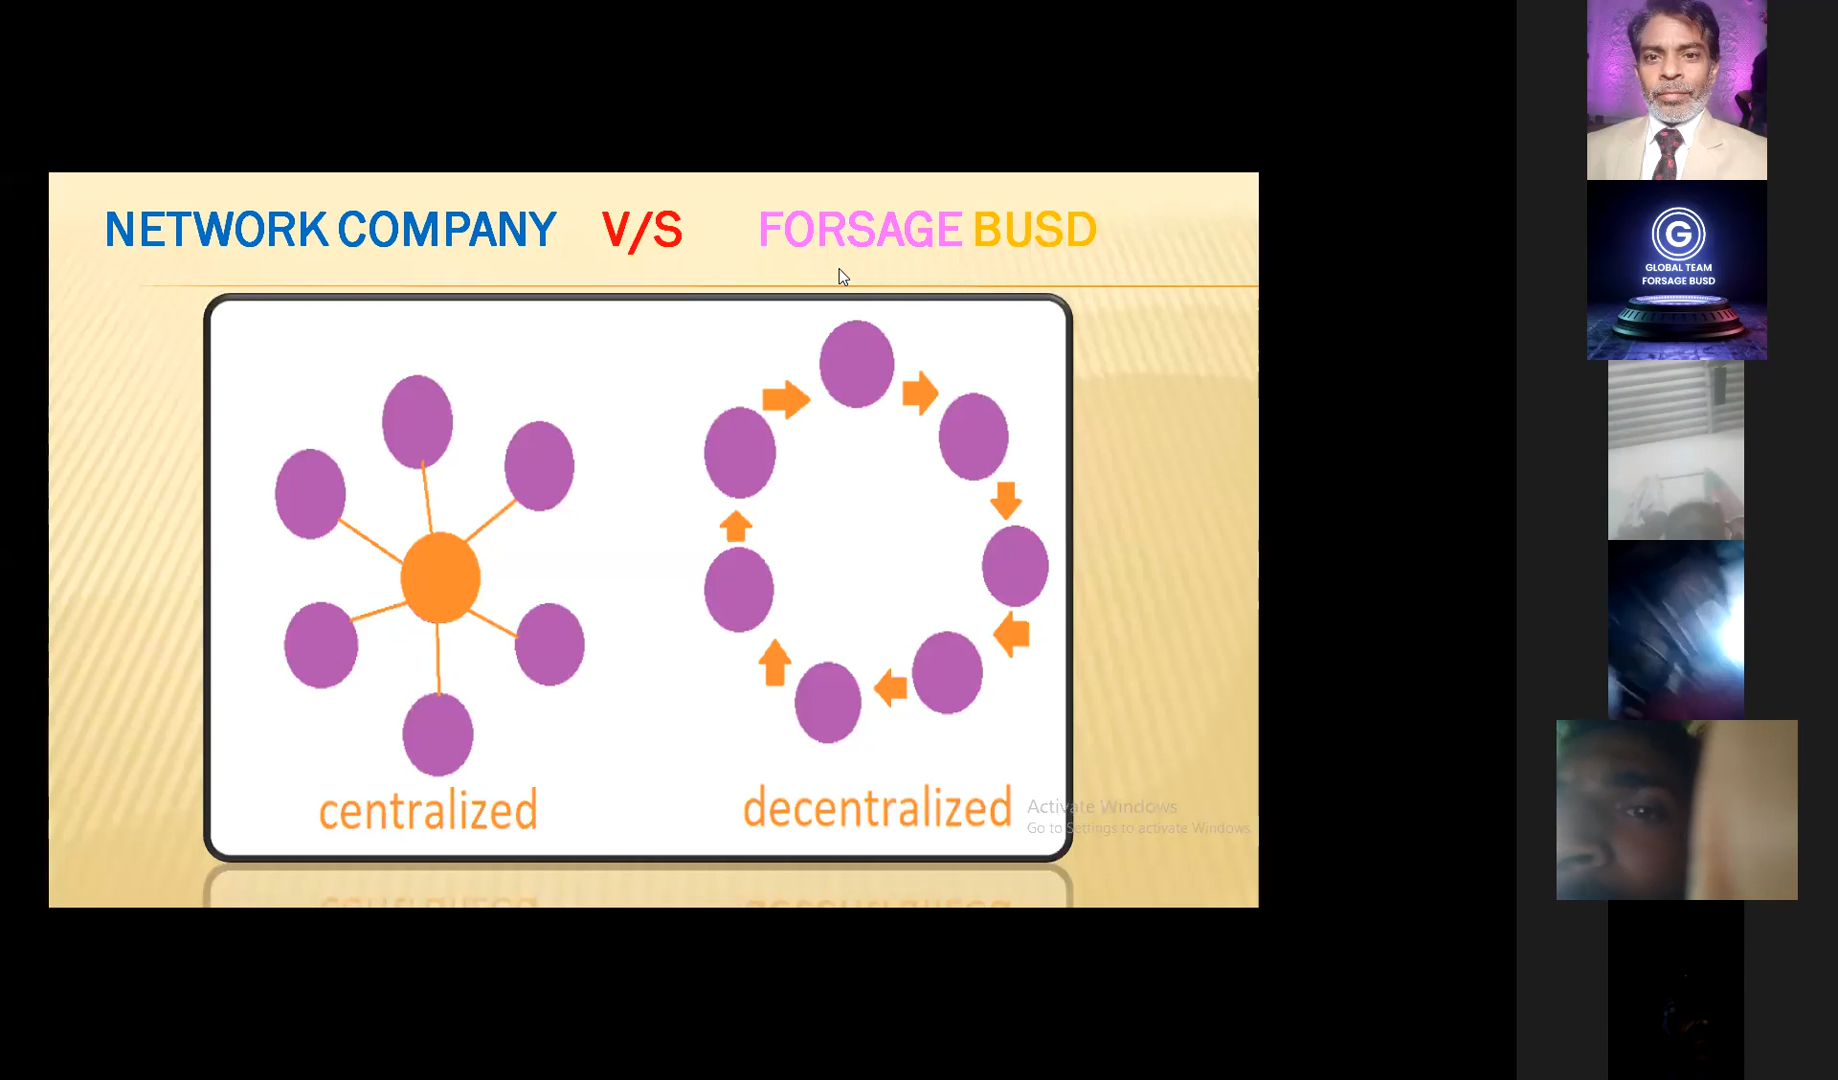 NETWORK COMPANY V/S FORSAGE BUSD
centralized
decentralized
Activate Windows
Go to Settings to activate Windows.
G
GLOBAL TEAM
FORSAGE BUSD